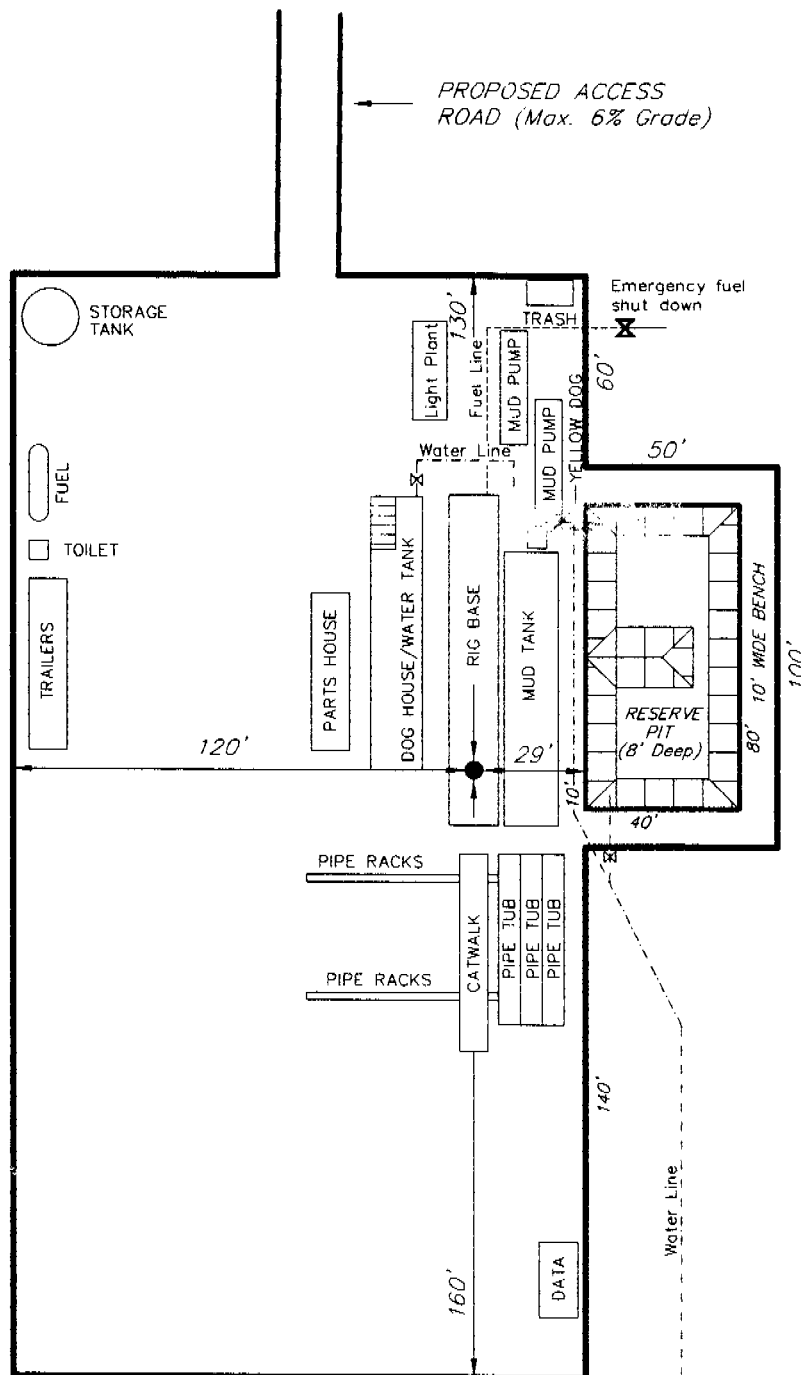 PROPOSED ACCESS
ROAD (Max. 6% Grade)
STORAGE
TANK
130'
Light Plant
Fuel Line
MUD PUMP
TRASH
Emergency fuel
shut down
60'
YELLOW DOG
MUD PUMP
50'
Water Line
FUEL
TOILET
TRAILERS
PARTS HOUSE
DOG HOUSE/WATER TANK
RIG BASE
MUD TANK
RESERVE
PIT
(8' Deep)
80'
10' WIDE BENCH
100'
120'
29'
10'
40'
PIPE RACKS
CATWALK
PIPE TUB
PIPE TUB
PIPE TUB
PIPE RACKS
140'
Water Line
160'
DATA